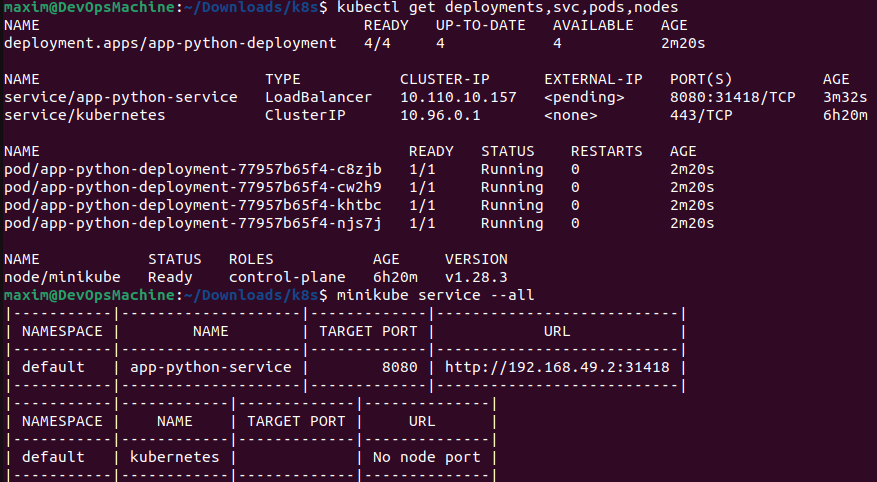 maxim@DevOpsMachine:~/Downloads/k8s$ kubectl get deployments,svc,pods,nodes
NAME                                    READY   UP-TO-DATE   AVAILABLE   AGE
deployment.apps/app-python-deployment   4/4     4            4           2m20s

NAME                         TYPE           CLUSTER-IP      EXTERNAL-IP   PORT(S)          AGE
service/app-python-service   LoadBalancer   10.110.10.157   <pending>     8080:31418/TCP   3m32s
service/kubernetes           ClusterIP      10.96.0.1       <none>        443/TCP          6h20m

NAME                                         READY   STATUS    RESTARTS   AGE
pod/app-python-deployment-77957b65f4-c8zjb   1/1     Running   0          2m20s
pod/app-python-deployment-77957b65f4-cw2h9   1/1     Running   0          2m20s
pod/app-python-deployment-77957b65f4-khtbc   1/1     Running   0          2m20s
pod/app-python-deployment-77957b65f4-njs7j   1/1     Running   0          2m20s

NAME            STATUS   ROLES           AGE     VERSION
node/minikube   Ready    control-plane   6h20m   v1.28.3
maxim@DevOpsMachine:~/Downloads/k8s$ minikube service --all
|-----------|--------------------|-------------|---------------------------|
| NAMESPACE |        NAME        | TARGET PORT |            URL            |
|-----------|--------------------|-------------|---------------------------|
| default   | app-python-service |        8080 | http://192.168.49.2:31418 |
|-----------|--------------------|-------------|---------------------------|
|-----------|------------|-------------|--------------|
| NAMESPACE |    NAME    | TARGET PORT |     URL      |
|-----------|------------|-------------|--------------|
| default   | kubernetes |             | No node port |
|-----------|------------|-------------|--------------|